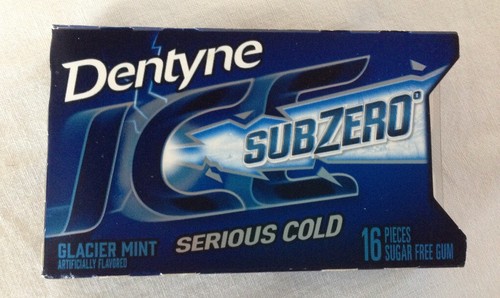 Dentyne
ICE
SUBZERO°
SERIOUS COLD
GLACIER MINT
ARTIFICIALLY FLAVORED
16 PIECES
SUGAR FREE GUM